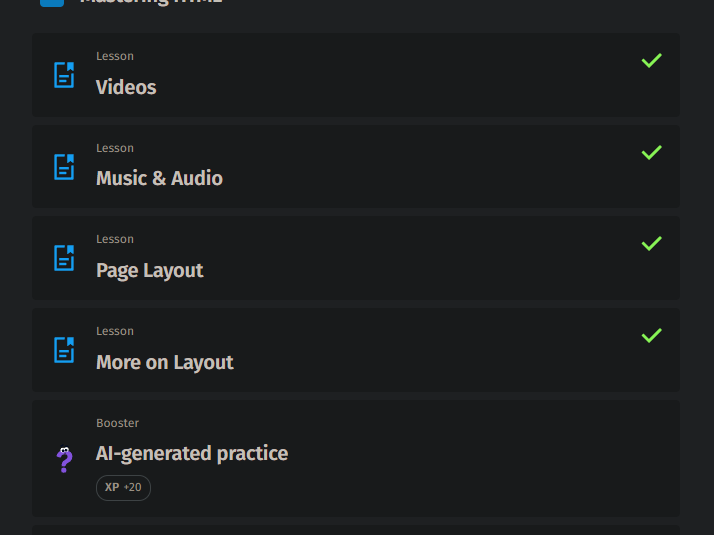 Mastering HTML
Lesson
Videos
Lesson
Music & Audio
Lesson
Page Layout
Lesson
More on Layout
Booster
AI-generated practice
XP +20